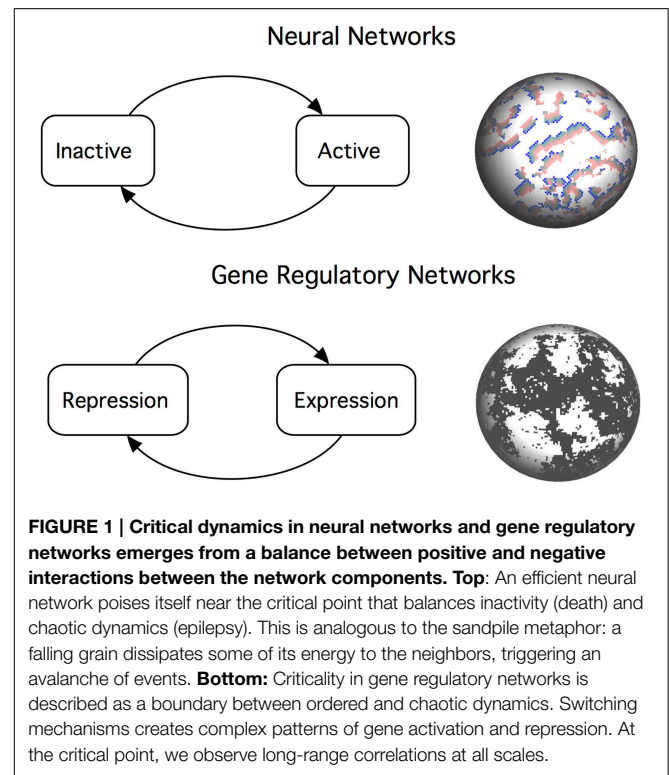 Neural Networks
Inactive
Active
Gene Regulatory Networks
Repression
Expression
FIGURE 1 | Critical dynamics in neural networks and gene regulatory
networks emerges from a balance between positive and negative
interactions between the network components. Top: An efficient neural
network poises itself near the critical point that balances inactivity (death) and
chaotic dynamics (epilepsy). This is analogous to the sandpile metaphor: a
falling grain dissipates some of its energy to the neighbors, triggering an
avalanche of events. Bottom: Criticality in gene regulatory networks is
described as a boundary between ordered and chaotic dynamics. Switching
mechanisms creates complex patterns of gene activation and repression. At
the critical point, we observe long-range correlations at all scales.